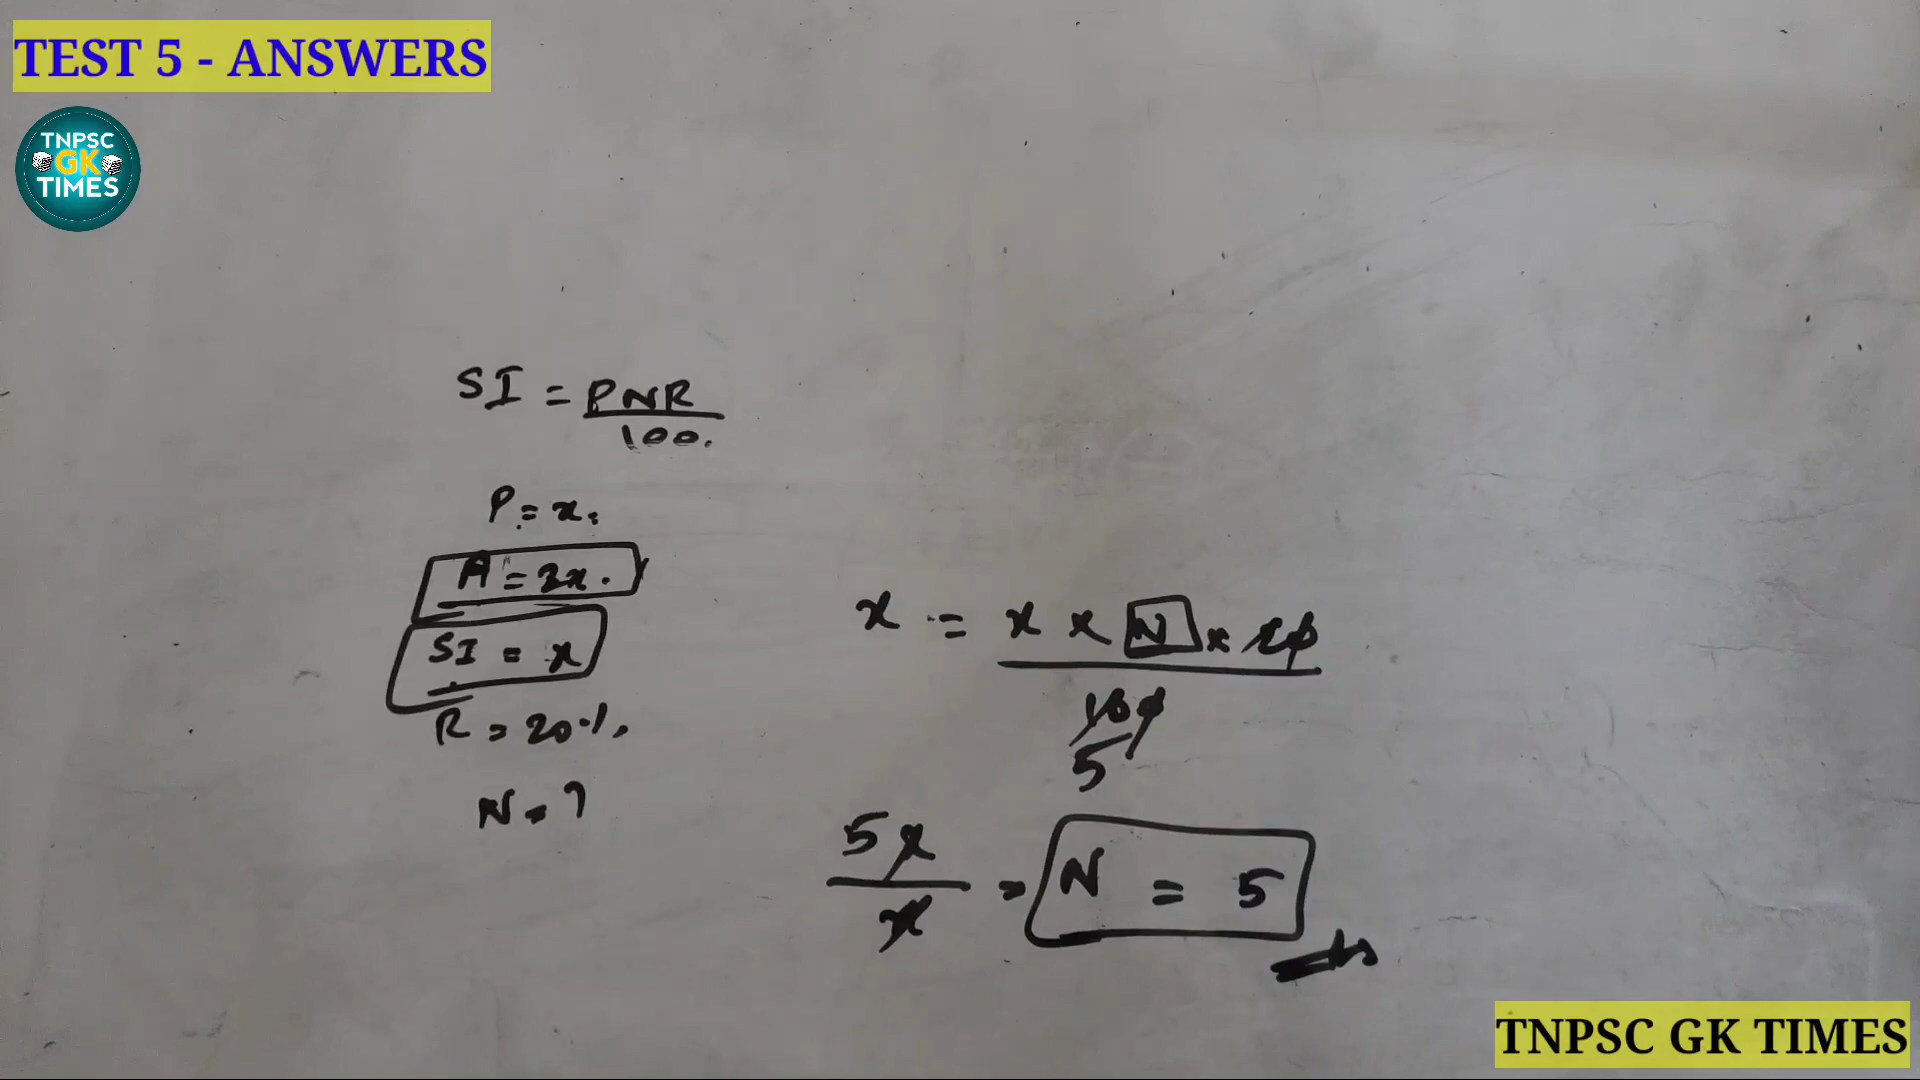 TEST 5 - ANSWERS
TNPSC
GK
TIMES
SI = PNR
100.
P = x.
A = 2x.
SI = x
R = 20%.
N = ?
x = x x N x 20
100
5
5x
x
= N = 5
TNPSC GK TIMES